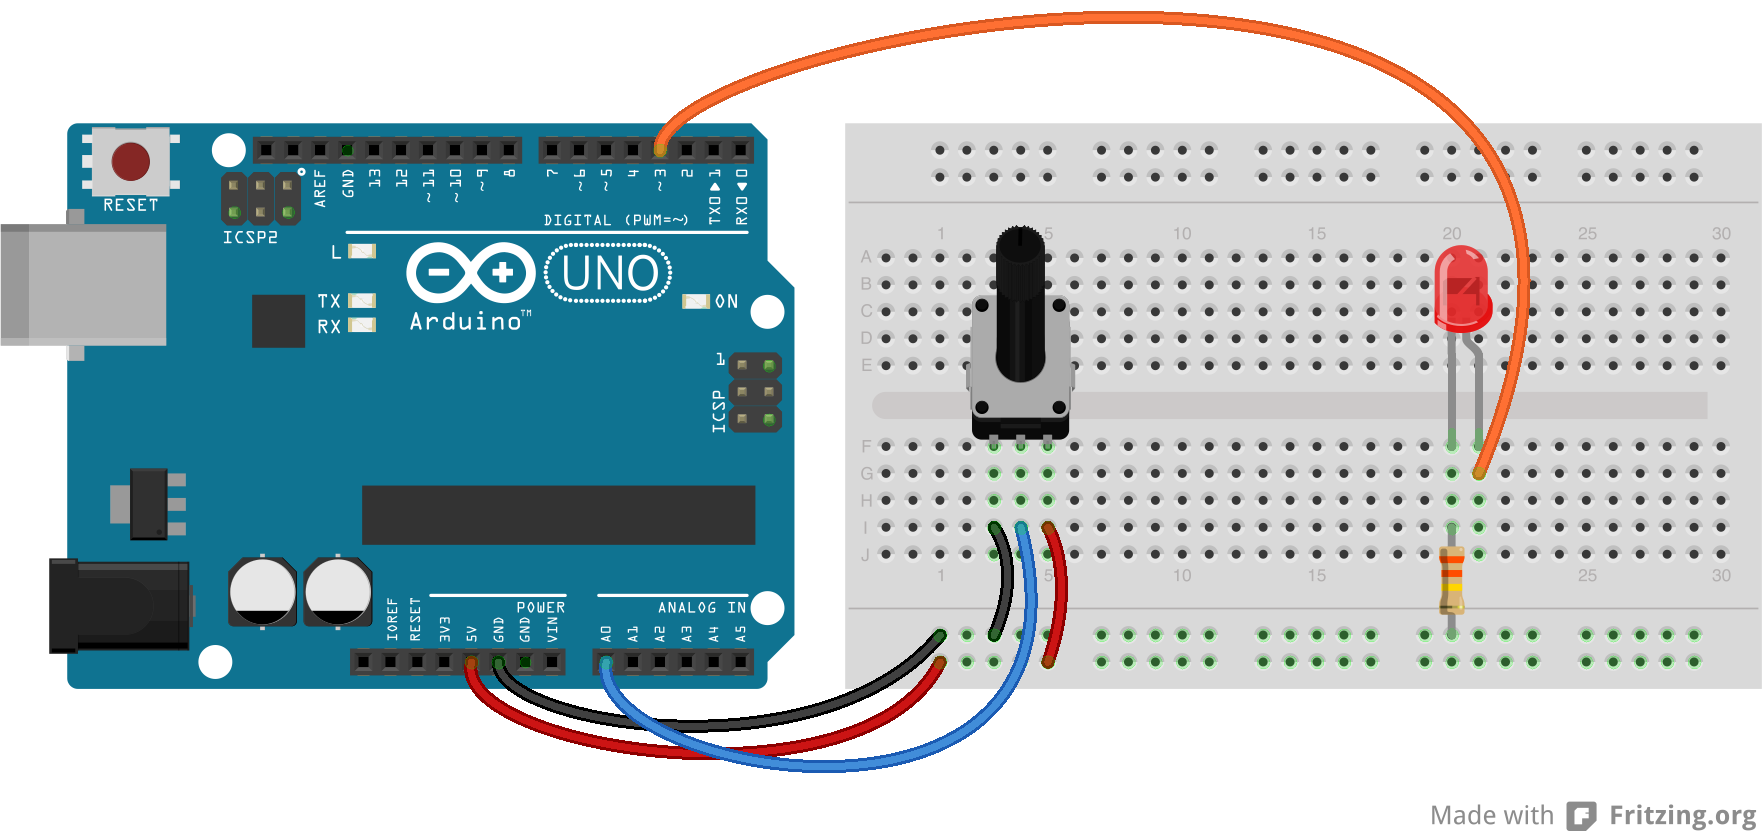 RESET
ICSP2
AREF
GND
13
12
~11
~10
~9
8
7
~6
~5
4
~3
2
TX0▶1
RX0◀0
DIGITAL (PWM=~)
L
TX
RX
UNO
Arduino™
ON
1
ICSP
IOREF
RESET
3V3
5V
GND
GND
VIN
POWER
ANALOG IN
A0
A1
A2
A3
A4
A5
1 5 10 15 20 25 30
A
B
C
D
E
F
G
H
I
J
1 5 10 15 25 30
Made with Fritzing.org